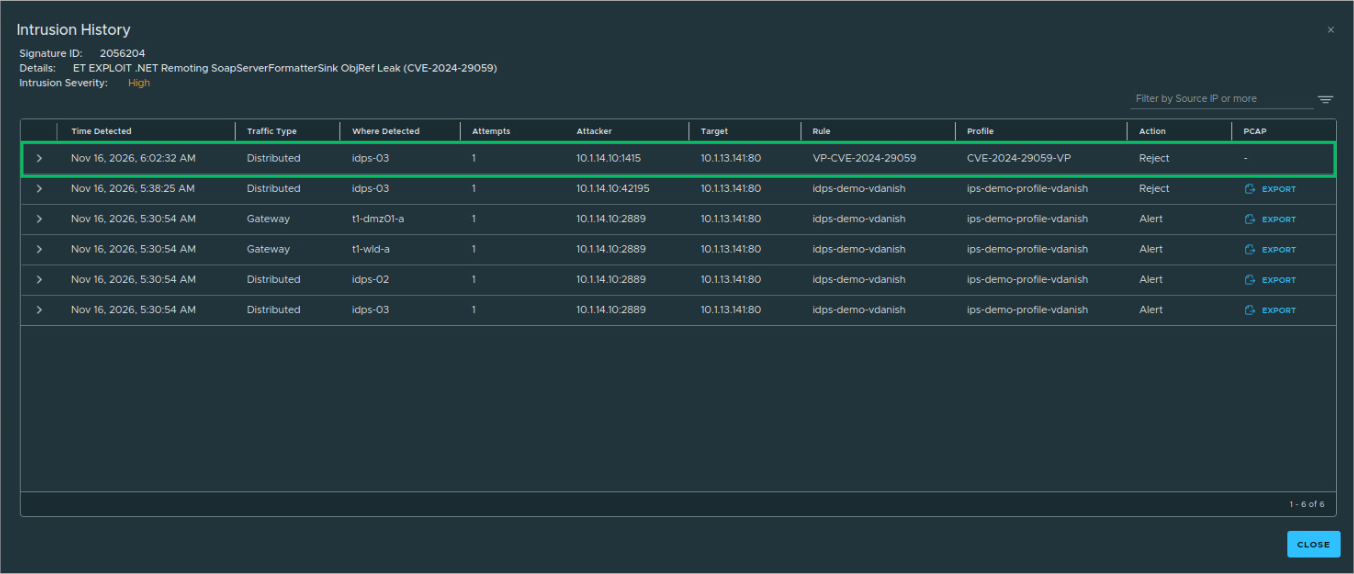 Intrusion History
×
Signature ID: 2056204
Details: ET EXPLOIT .NET Remoting SoapServerFormatterSink ObjRef Leak (CVE-2024-29059)
Intrusion Severity: High
Filter by Source IP or more
Time Detected Traffic Type Where Detected Attempts Attacker Target Rule Profile Action PCAP
Nov 16, 2026, 6:02:32 AM Distributed idps-03 1 10.1.14.10:1415 10.1.13.141:80 VP-CVE-2024-29059 CVE-2024-29059-VP Reject -
Nov 16, 2026, 5:38:25 AM Distributed idps-03 1 10.1.14.10:42195 10.1.13.141:80 idps-demo-vdanish ips-demo-profile-vdanish Reject EXPORT
Nov 16, 2026, 5:30:54 AM Gateway t1-dmz01-a 1 10.1.14.10:2889 10.1.13.141:80 idps-demo-vdanish ips-demo-profile-vdanish Alert EXPORT
Nov 16, 2026, 5:30:54 AM Gateway t1-wld-a 1 10.1.14.10:2889 10.1.13.141:80 idps-demo-vdanish ips-demo-profile-vdanish Alert EXPORT
Nov 16, 2026, 5:30:54 AM Distributed idps-02 1 10.1.14.10:2889 10.1.13.141:80 idps-demo-vdanish ips-demo-profile-vdanish Alert EXPORT
Nov 16, 2026, 5:30:54 AM Distributed idps-03 1 10.1.14.10:2889 10.1.13.141:80 idps-demo-vdanish ips-demo-profile-vdanish Alert EXPORT
1 - 6 of 6
CLOSE